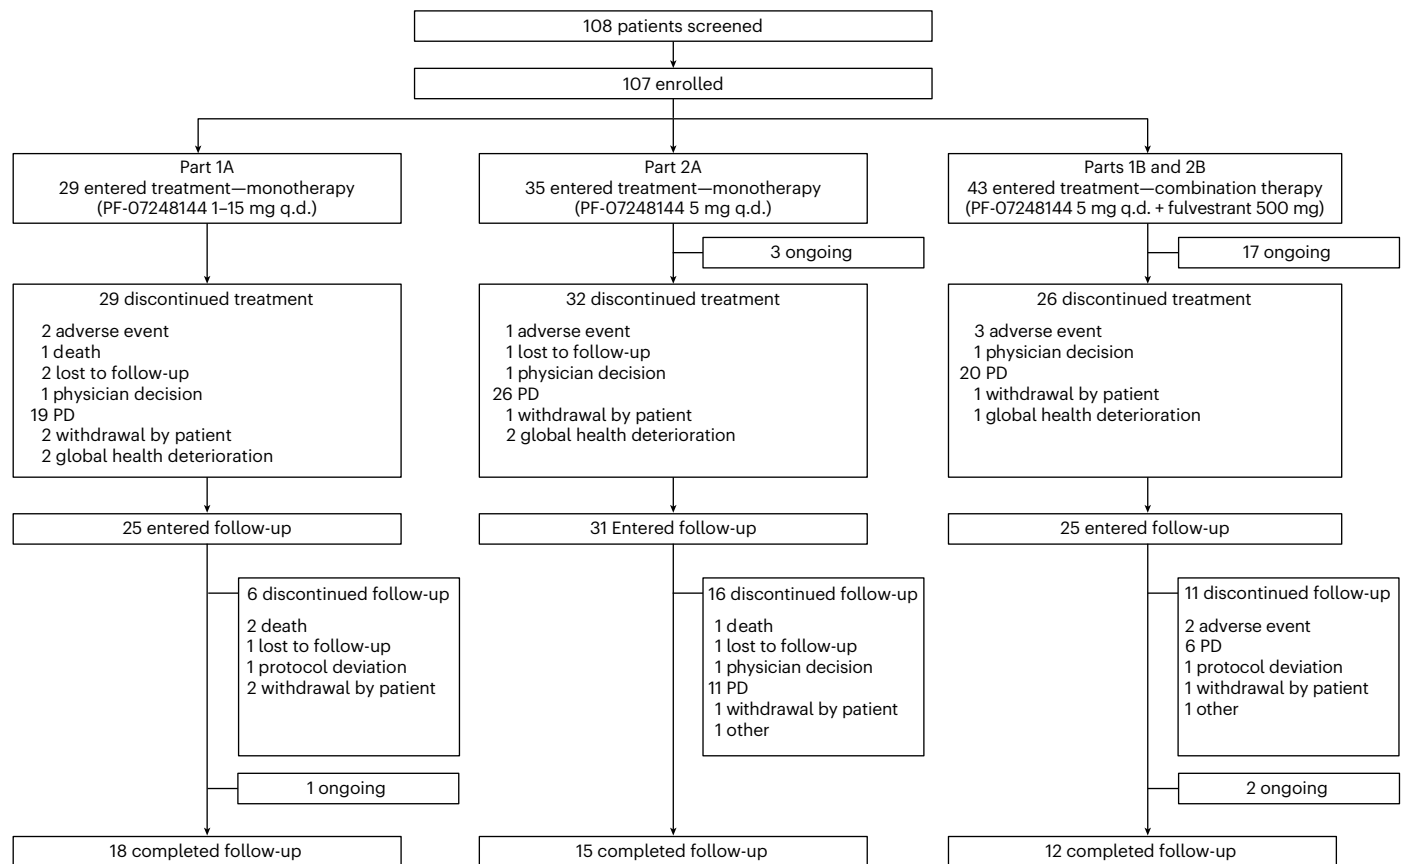 108 patients screened
107 enrolled
Part 1A
29 entered treatment—monotherapy
(PF-07248144 1–15 mg q.d.)
Part 2A
35 entered treatment—monotherapy
(PF-07248144 5 mg q.d.)
Parts 1B and 2B
43 entered treatment—combination therapy
(PF-07248144 5 mg q.d. + fulvestrant 500 mg)
3 ongoing
17 ongoing
29 discontinued treatment
2 adverse event
1 death
2 lost to follow-up
1 physician decision
19 PD
2 withdrawal by patient
2 global health deterioration
32 discontinued treatment
1 adverse event
1 lost to follow-up
1 physician decision
26 PD
1 withdrawal by patient
2 global health deterioration
26 discontinued treatment
3 adverse event
1 physician decision
20 PD
1 withdrawal by patient
1 global health deterioration
25 entered follow-up
31 Entered follow-up
25 entered follow-up
6 discontinued follow-up
2 death
1 lost to follow-up
1 protocol deviation
2 withdrawal by patient
16 discontinued follow-up
1 death
1 lost to follow-up
1 physician decision
11 PD
1 withdrawal by patient
1 other
11 discontinued follow-up
2 adverse event
6 PD
1 protocol deviation
1 withdrawal by patient
1 other
1 ongoing
2 ongoing
18 completed follow-up
15 completed follow-up
12 completed follow-up